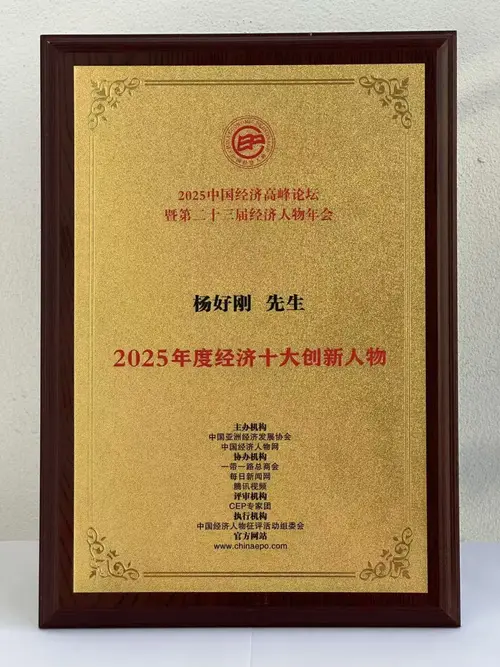 2025中国经济高峰论坛
暨第二十三届经济人物年会
杨好刚 先生
2025年度经济十大创新人物
主办机构
中国亚洲经济发展协会
中国经济人物网
协办机构
一带一路总商会
每日新闻网
腾讯视频
评审机构
CEP专家团
执行机构
中国经济人物征评活动组委会
官方网站
www.chinaepo.com